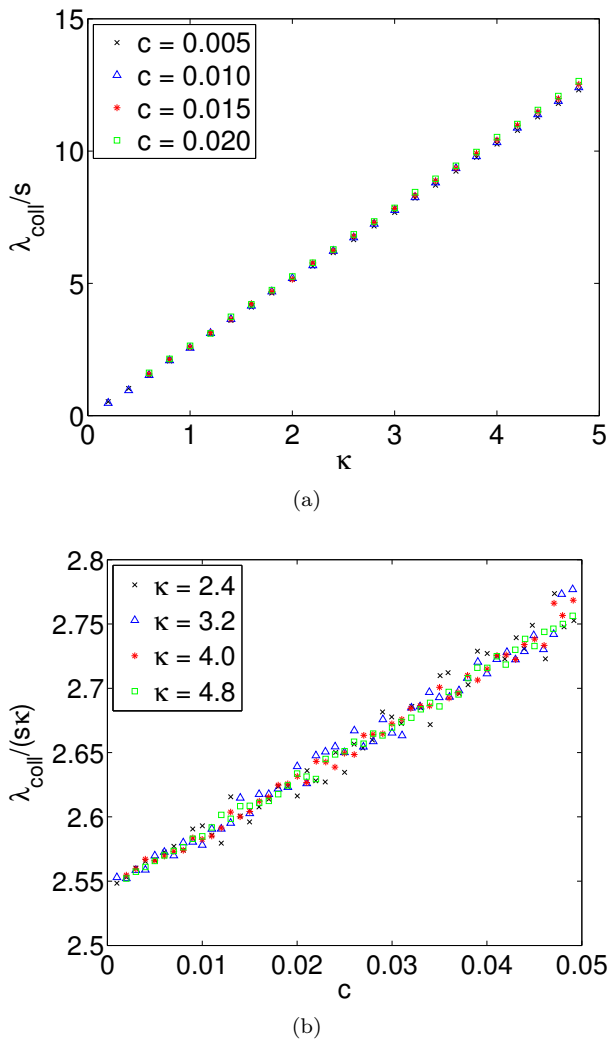 15
10
5
0
λcoll/s
× c = 0.005
△ c = 0.010
* c = 0.015
□ c = 0.020
0 1 2 3 4 5
κ
(a)
2.8
2.75
2.7
2.65
2.6
2.55
2.5
λcoll/(sκ)
× κ = 2.4
△ κ = 3.2
* κ = 4.0
□ κ = 4.8
0 0.01 0.02 0.03 0.04 0.05
c
(b)